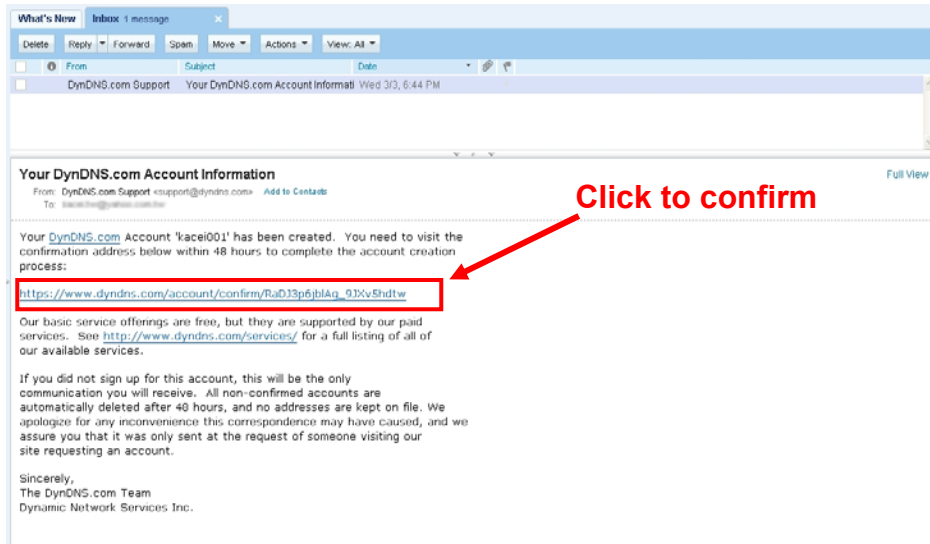 What's New Inbox 1 message ×
Delete Reply Forward Spam Move Actions View: All
From Subject Date
DynDNS.com Support Your DynDNS.com Account Informati Wed 3/3, 6:44 PM
Your DynDNS.com Account Information Full View
From: DynDNS.com Support <support@dyndns.com> Add to Contacts
To:
Click to confirm
Your DynDNS.com Account 'kacei001' has been created. You need to visit the
confirmation address below within 48 hours to complete the account creation
process:
https://www.dyndns.com/account/confirm/RaDJ3p6jblAq_9JXv5hdtw
Our basic service offerings are free, but they are supported by our paid
services. See http://www.dyndns.com/services/ for a full listing of all of
our available services.
If you did not sign up for this account, this will be the only
communication you will receive. All non-confirmed accounts are
automatically deleted after 48 hours, and no addresses are kept on file. We
apologize for any inconvenience this correspondence may have caused, and we
assure you that it was only sent at the request of someone visiting our
site requesting an account.
Sincerely,
The DynDNS.com Team
Dynamic Network Services Inc.